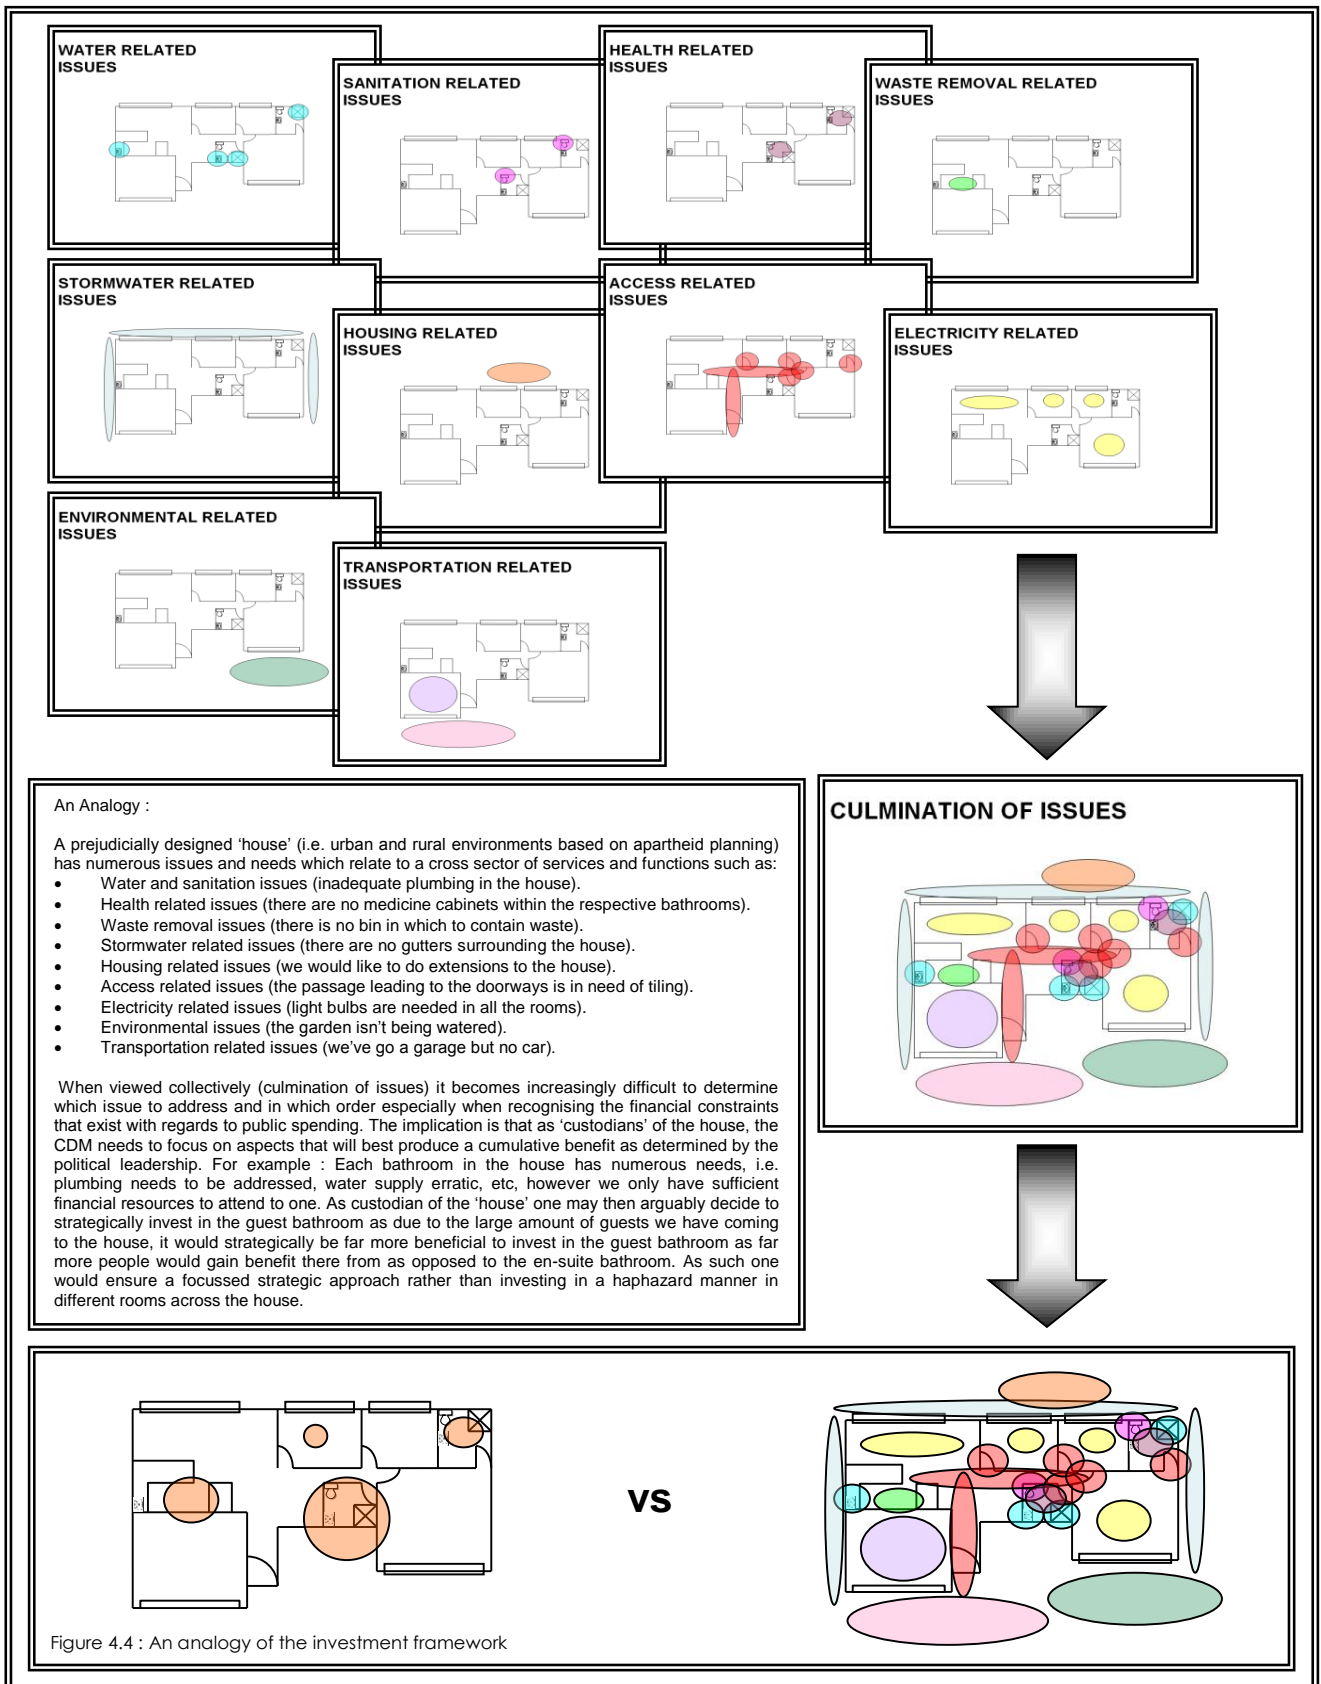 WATER RELATED
ISSUES
SANITATION RELATED
ISSUES
HEALTH RELATED
ISSUES
WASTE REMOVAL RELATED
ISSUES
STORMWATER RELATED
ISSUES
HOUSING RELATED
ISSUES
ACCESS RELATED
ISSUES
ELECTRICITY RELATED
ISSUES
ENVIRONMENTAL RELATED
ISSUES
TRANSPORTATION RELATED
ISSUES
An Analogy :
A prejudicially designed ‘house’ (i.e. urban and rural environments based on apartheid planning)
has numerous issues and needs which relate to a cross sector of services and functions such as:
• Water and sanitation issues (inadequate plumbing in the house).
• Health related issues (there are no medicine cabinets within the respective bathrooms).
• Waste removal issues (there is no bin in which to contain waste).
• Stormwater related issues (there are no gutters surrounding the house).
• Housing related issues (we would like to do extensions to the house).
• Access related issues (the passage leading to the doorways is in need of tiling).
• Electricity related issues (light bulbs are needed in all the rooms).
• Environmental issues (the garden isn’t being watered).
• Transportation related issues (we’ve go a garage but no car).
When viewed collectively (culmination of issues) it becomes increasingly difficult to determine
which issue to address and in which order especially when recognising the financial constraints
that exist with regards to public spending. The implication is that as ‘custodians’ of the house, the
CDM needs to focus on aspects that will best produce a cumulative benefit as determined by the
political leadership. For example : Each bathroom in the house has numerous needs, i.e.
plumbing needs to be addressed, water supply erratic, etc, however we only have sufficient
financial resources to attend to one. As custodian of the ‘house’ one may then arguably decide to
strategically invest in the guest bathroom as due to the large amount of guests we have coming
to the house, it would strategically be far more beneficial to invest in the guest bathroom as far
more people would gain benefit there from as opposed to the en-suite bathroom. As such one
would ensure a focussed strategic approach rather than investing in a haphazard manner in
different rooms across the house.
CULMINATION OF ISSUES
VS
Figure 4.4 : An analogy of the investment framework